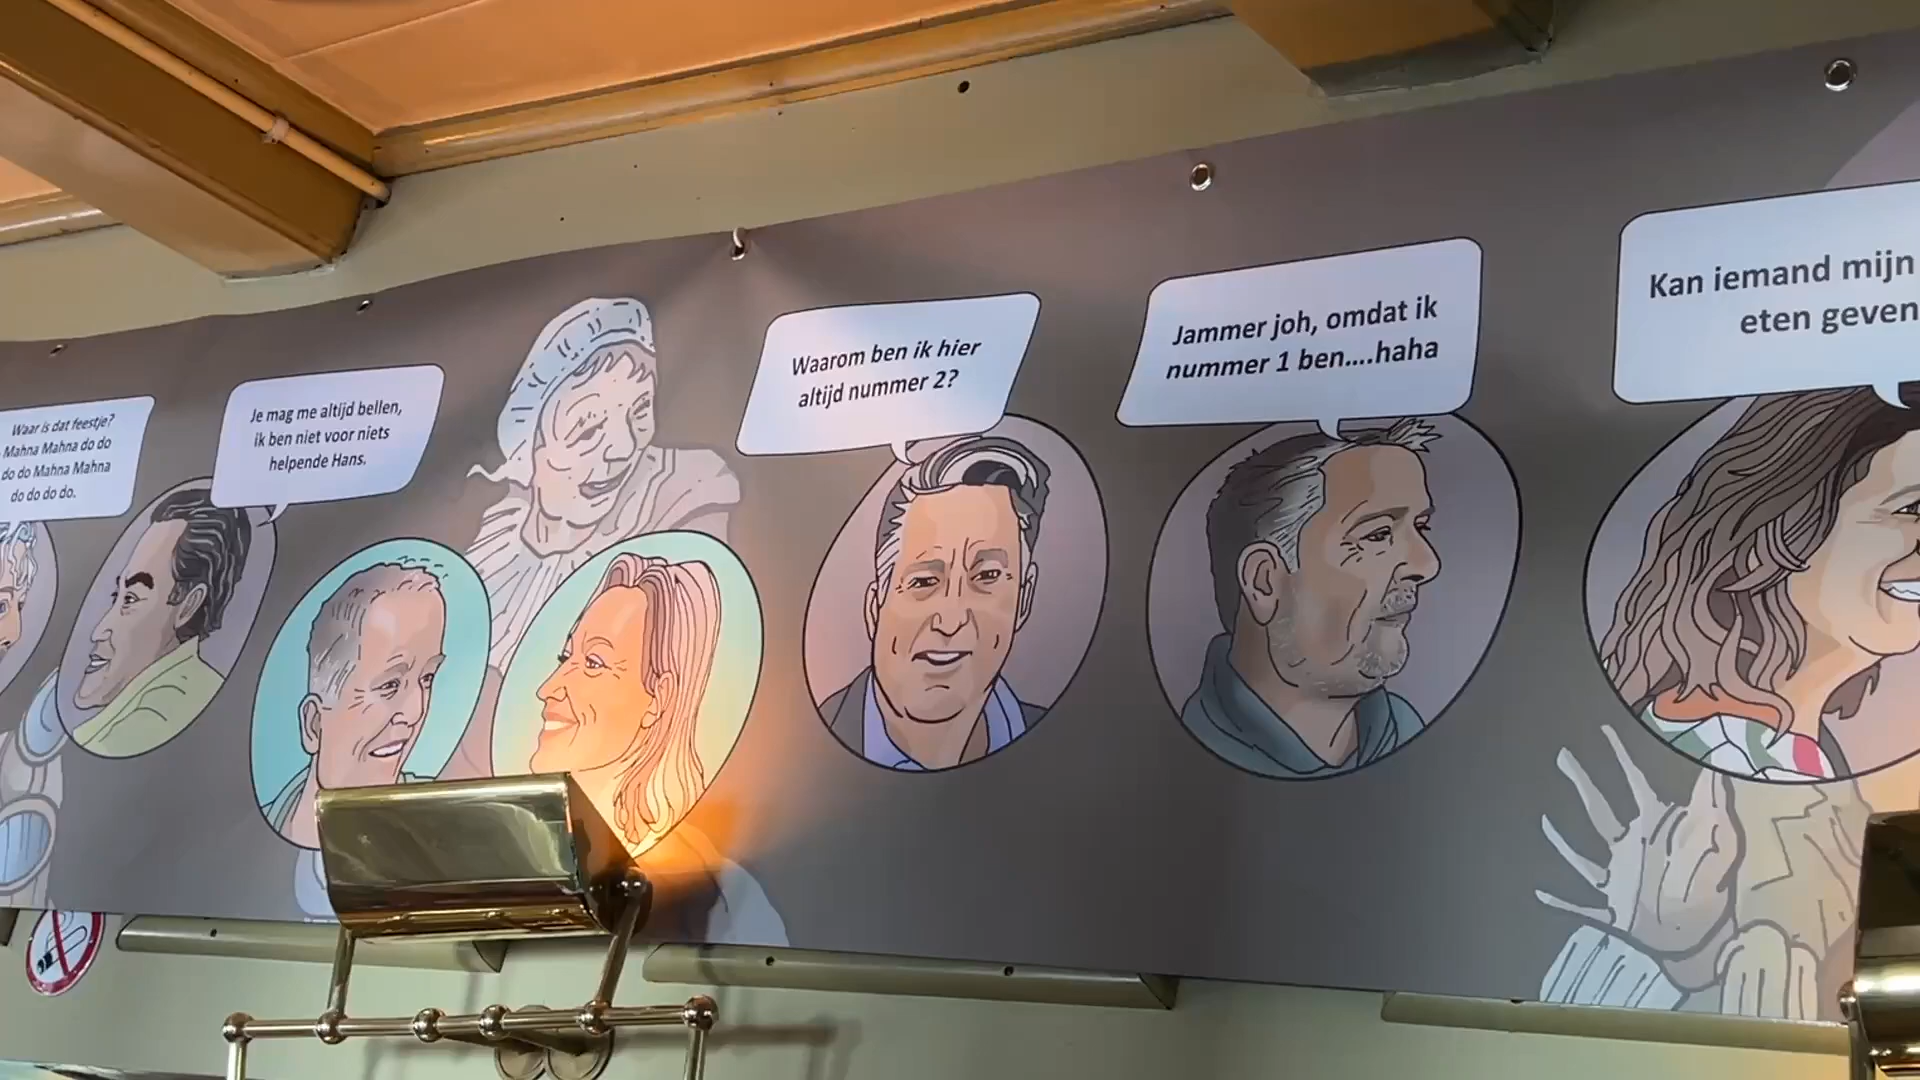 Waar is dat feestje?
Mahna Mahna do do
do do Mahna Mahna
do do do do.
Je mag me altijd bellen,
ik ben niet voor niets
helpende Hans.
Waarom ben ik hier
altijd nummer 2?
Jammer joh, omdat ik
nummer 1 ben....haha
Kan iemand mijn
eten geven